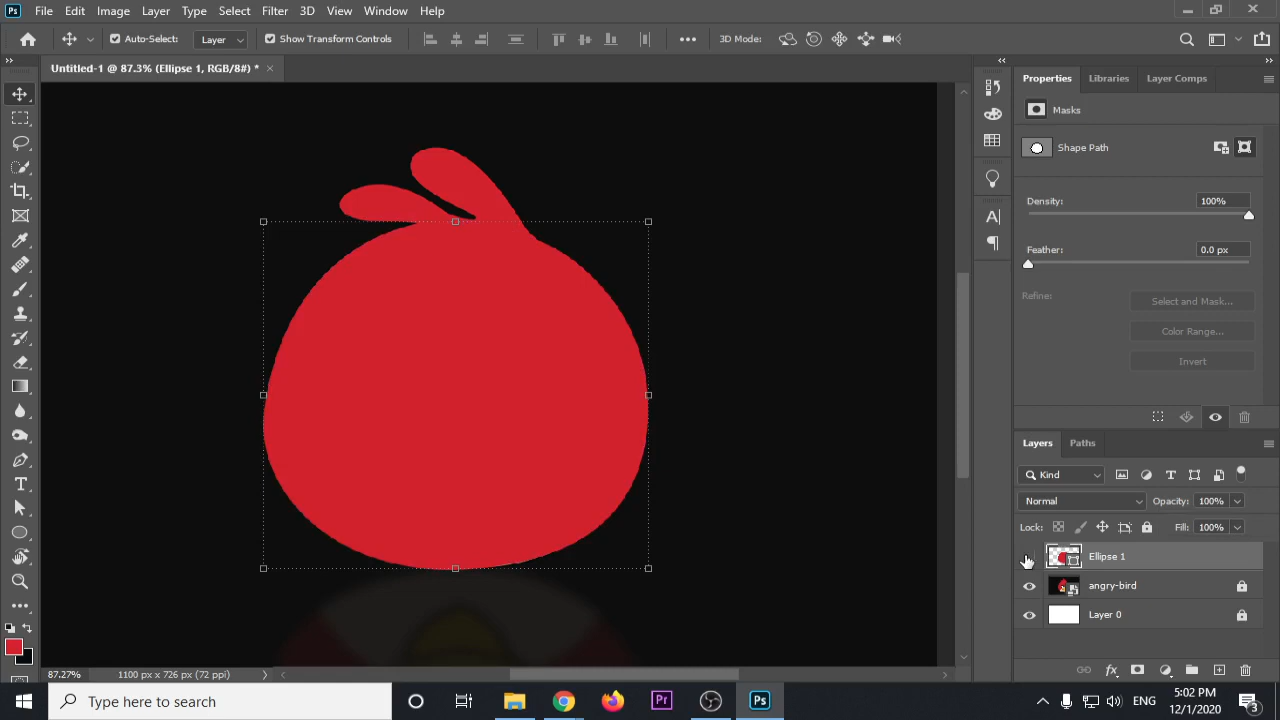 Ps File Edit Image Layer Type Select Filter 3D View Window Help
Auto-Select: Layer Show Transform Controls 3D Mode:
Untitled-1 @ 87.3% (Ellipse 1, RGB/8#) *
Properties Libraries Layer Comps
Masks
Shape Path
Density: 100%
Feather: 0.0 px
Refine: Select and Mask...
Color Range...
Invert
Layers Paths
Kind
Normal Opacity: 100%
Lock: Fill: 100%
Ellipse 1
angry-bird
Layer 0
87.27% 1100 px x 726 px (72 ppi)
Type here to search
Pr
Ps
ENG
5:02 PM
12/1/2020
3